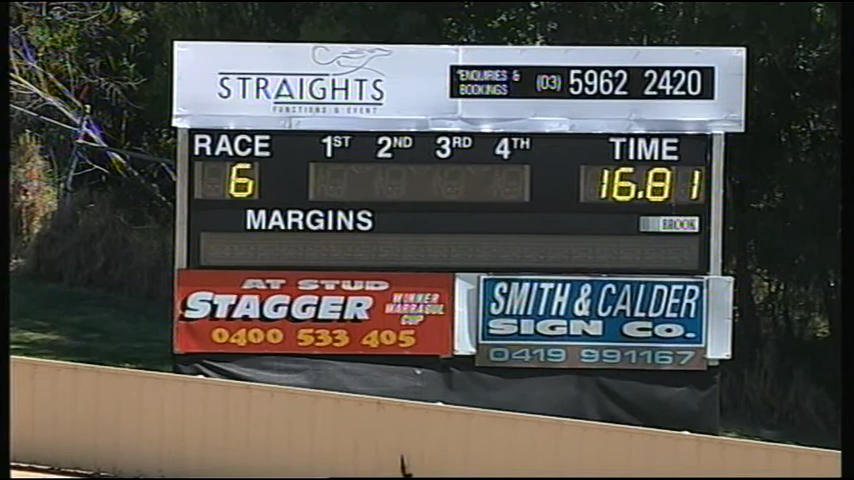 STRAIGHTS
FUNCTIONS & EVENT
*ENQUIRIES & BOOKINGS (03) 5962 2420
RACE 1ST 2ND 3RD 4TH TIME
6 16.81
MARGINS
BROOK
AT STUD
STAGGER
WINNER
WARRAGUL
CUP
0400 533 405
SMITH & CALDER
SIGN CO.
0419 991167